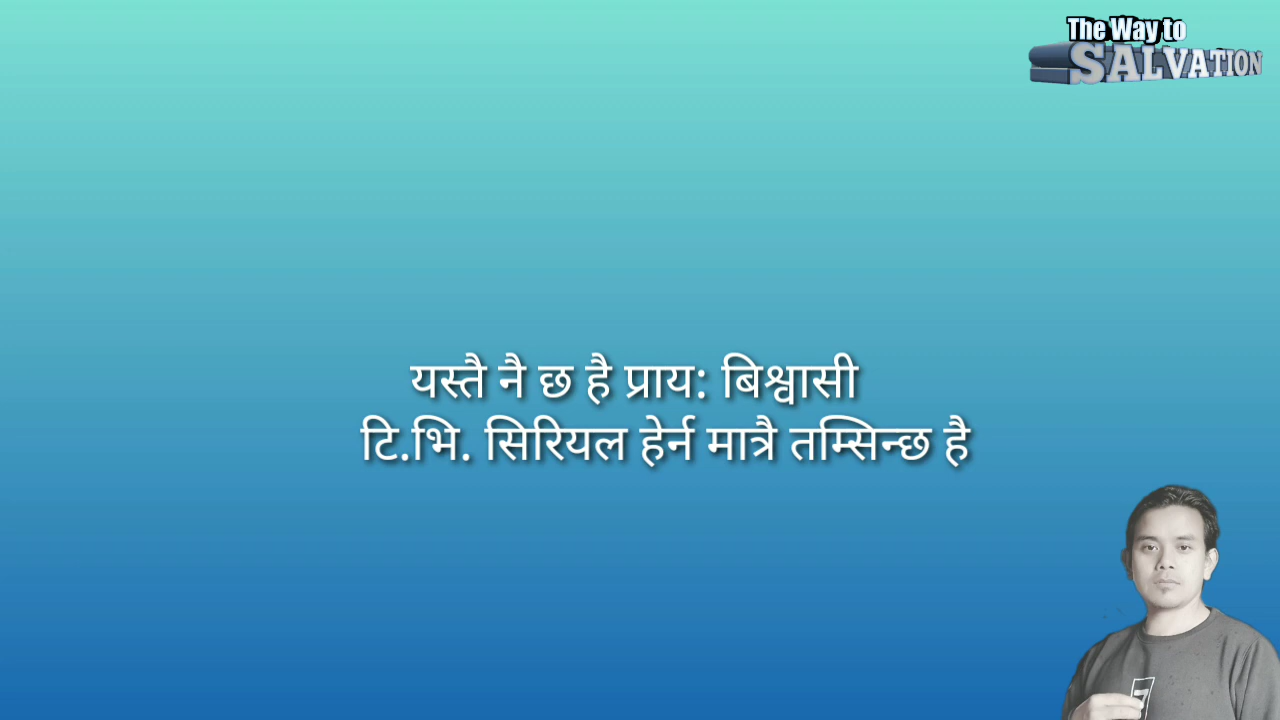 The Way to
SALVATION
यस्तै नै छ है प्राय: बिश्वासी
टि.भि. सिरियल हेर्न मात्रै तम्सिन्छ है